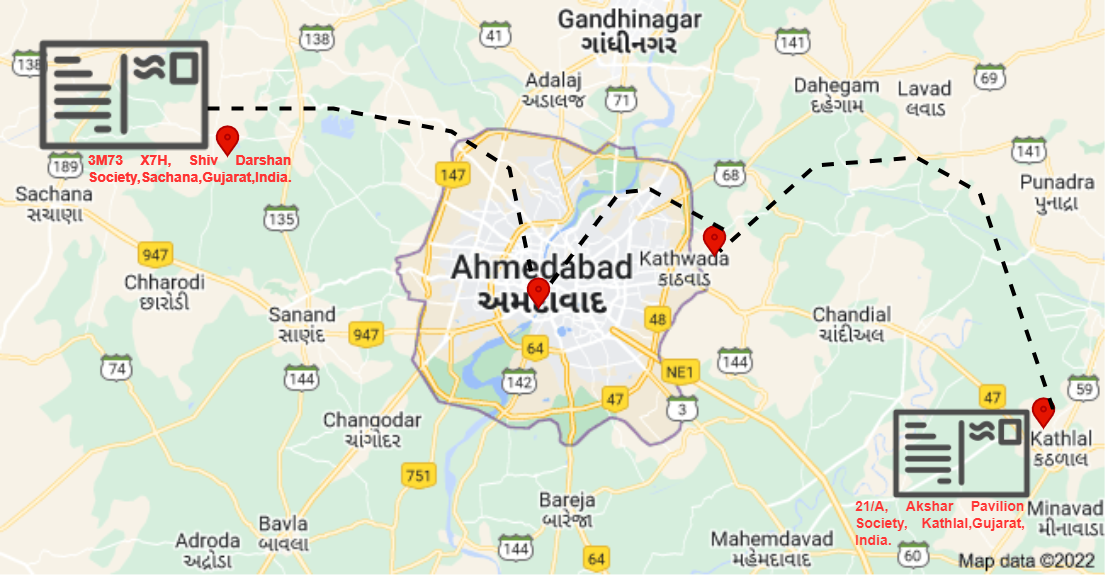 Gandhinagar
ગાંધીનગર
138
41
141
138
Adalaj
અડાલજ
71
Dahegam
દહેગામ
Lavad
લવાડ
69
189
3M73 X7H, Shiv Darshan
Society,Sachana,Gujarat,India.
147
68
141
Punadra
પુનાદ્રા
Sachana
સચાણા
135
947
Chharodi
છારોડી
Ahmedabad
અમદાવાદ
Kathwada
કાઠવાડ
Sanand
સાણંદ
947
48
Chandial
ચાંદીઅલ
64
74
144
142
NE1
144
47
3
47
59
Changodar
ચાંગોદર
Kathlal
કઠળાલ
751
Bareja
બારેજા
21/A, Akshar Pavilion
Society, Kathlal,Gujarat,
India.
Minavad
મીનાવાડા
Adroda
અદ્રોડા
Bavla
બાવલા
144
64
Mahemdavad
મહેમદાવાદ
60
Map data ©2022